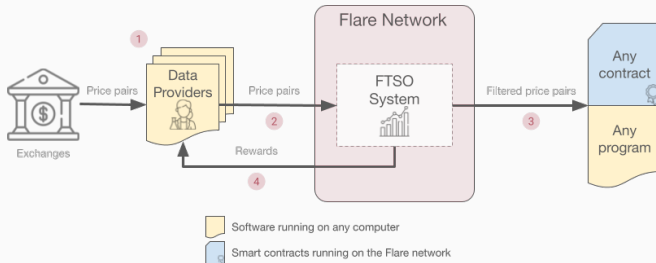 Flare Network
1
Price pairs
Data
Providers
Price pairs
2
FTSO
System
Filtered price pairs
3
Any
contract
Any
program
Exchanges
Rewards
4
Software running on any computer
Smart contracts running on the Flare network